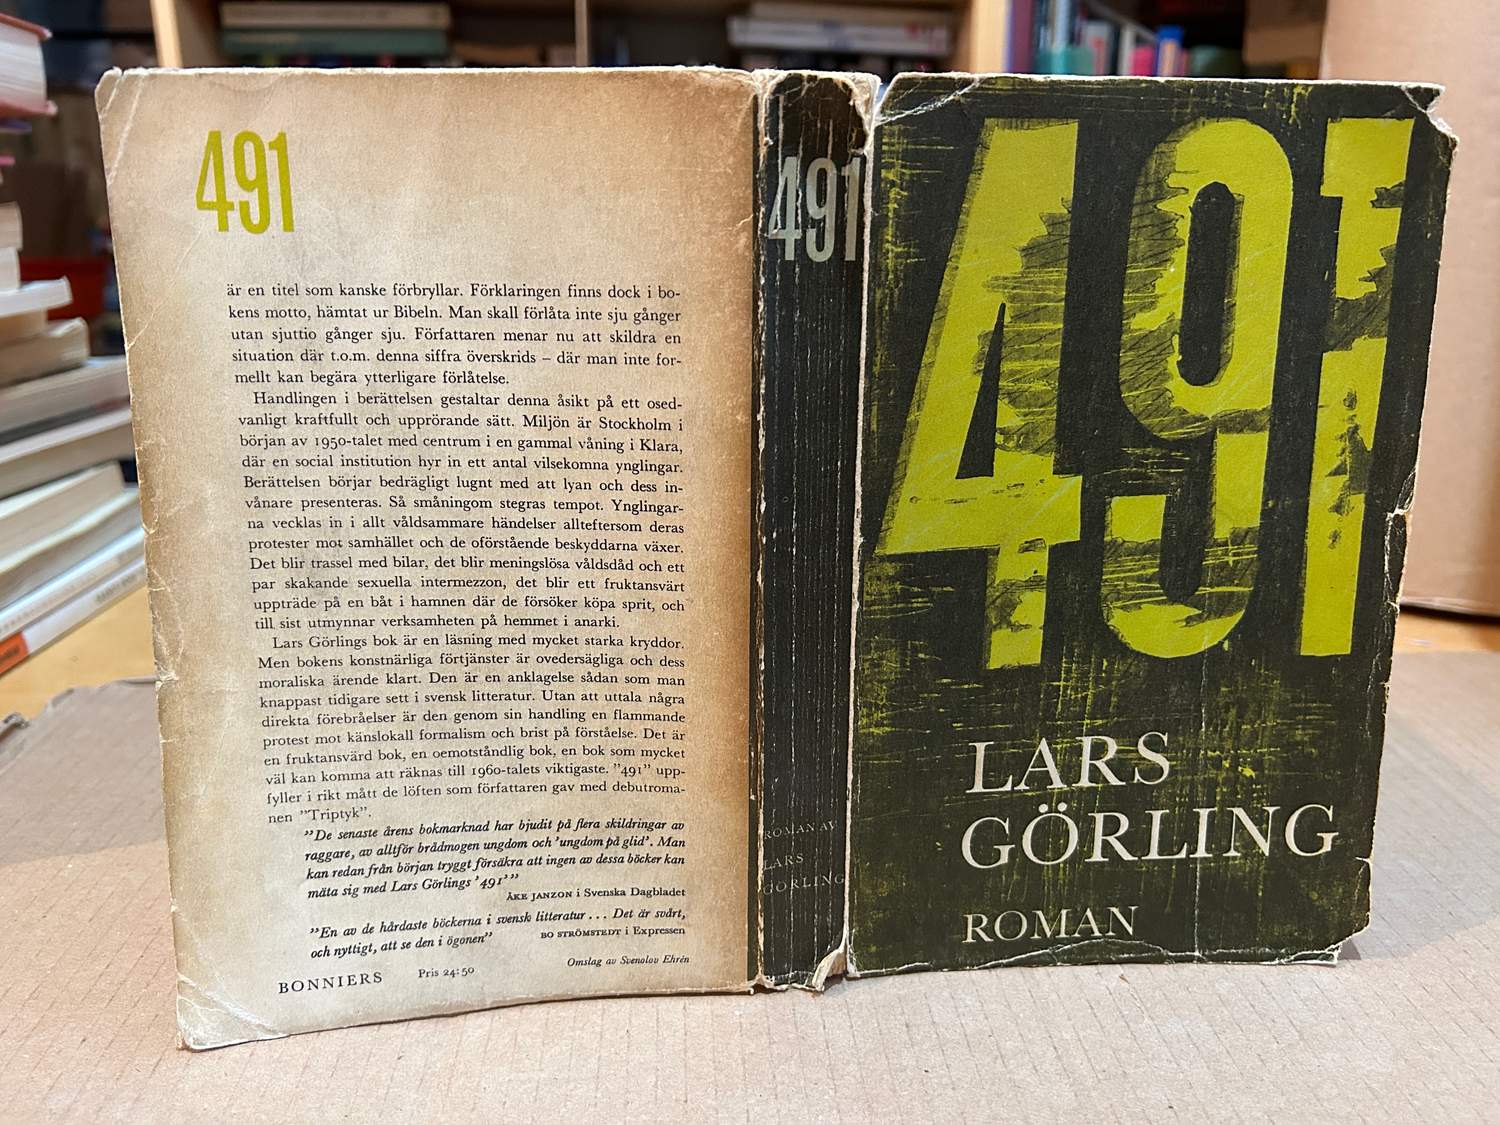 491
är en titel som kanske förbryllar. Förklaringen finns dock i bo-
kens motto, hämtat ur Bibeln. Man skall förlåta inte sju gånger
utan sjuttio gånger sju. Författaren menar nu att skildra en
situation där t.o.m. denna siffra överskrids – där man inte for-
mellt kan begära ytterligare förlåtelse.
Handlingen i berättelsen gestaltar denna åsikt på ett osed-
vanligt kraftfullt och upprörande sätt. Miljön är Stockholm i
början av 1950-talet med centrum i en gammal våning i Klara,
där en social institution hyr in ett antal vilsekomna ynglingar.
Berättelsen börjar bedrägligt lugnt med att lyan och dess in-
vånare presenteras. Så småningom stegras tempot. Ynglingar-
na vecklas in i allt våldsammare händelser allteftersom deras
protester mot samhället och de oförstående beskyddarna växer.
Det blir trassel med bilar, det blir meningslösa våldsdåd och ett
par skakande sexuella intermezzon, det blir ett fruktansvärt
uppträde på en båt i hamnen där de försöker köpa sprit, och
till sist utmynnar verksamheten på hemmet i anarki.
Lars Görlings bok är en läsning med mycket starka kryddor.
Men bokens konstnärliga förtjänster är ovedersägliga och dess
moraliska ärende klart. Den är en anklagelse sådan som man
knappast tidigare sett i svensk litteratur. Utan att uttala några
direkta förebråelser är den genom sin handling en flammande
protest mot känslokall formalism och brist på förståelse. Det är
en fruktansvärd bok, en oemotståndlig bok, en bok som mycket
väl kan komma att räknas till 1960-talets viktigaste. ”491” upp-
fyller i rikt mått de löften som författaren gav med debutroma-
nen ”Triptyk”.
”De senaste årens bokmarknad har bjudit på flera skildringar av
raggare, av alltför brådmogen ungdom och ’ungdom på glid’. Man
kan redan från början tryggt försäkra att ingen av dessa böcker kan
mäta sig med Lars Görlings ’491’”
ÅKE JANZON i Svenska Dagbladet
”En av de hårdaste böckerna i svensk litteratur . . . Det är svårt,
och nyttigt, att se den i ögonen” BO STRÖMSTEDT i Expressen
Omslag av Svenolov Ehrén
BONNIERS Pris 24:50
491
ROMAN AV
LARS
GÖRLING
491
LARS
GÖRLING
ROMAN